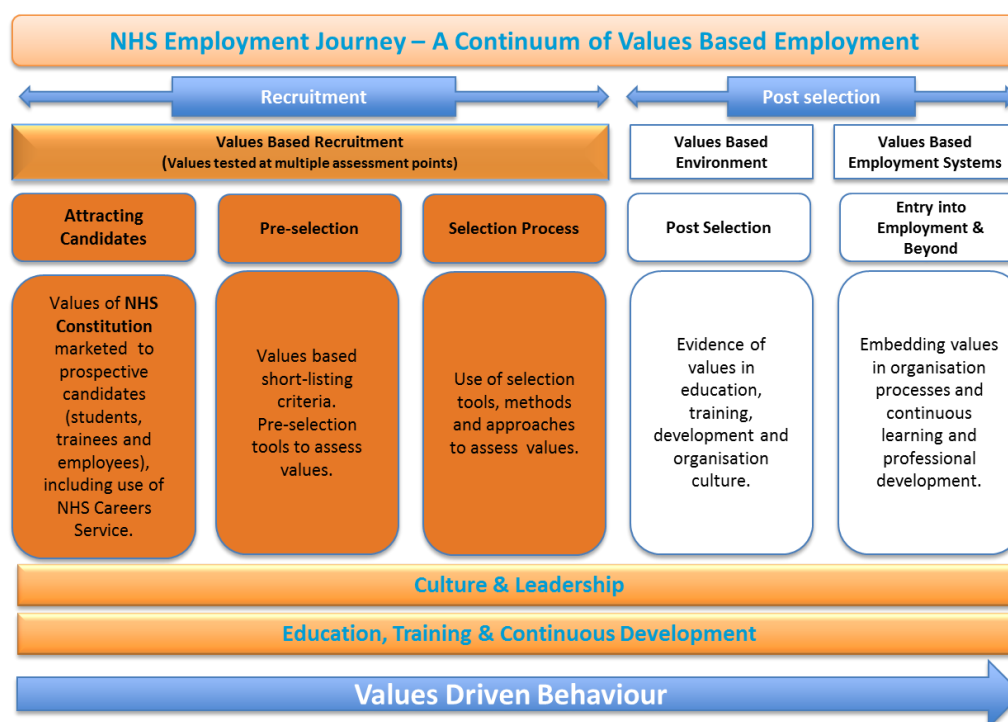 NHS Employment Journey – A Continuum of Values Based Employment
Recruitment
Post selection
Values Based Recruitment
(Values tested at multiple assessment points)
Values Based
Environment
Values Based
Employment Systems
Attracting
Candidates
Pre-selection
Selection Process
Post Selection
Entry into
Employment &
Beyond
Values of NHS
Constitution
marketed to
prospective
candidates
(students,
trainees and
employees),
including use of
NHS Careers
Service.
Values based
short-listing
criteria.
Pre-selection
tools to assess
values.
Use of selection
tools, methods
and approaches
to assess values.
Evidence of
values in
education,
training,
development and
organisation
culture.
Embedding values
in organisation
processes and
continuous
learning and
professional
development.
Culture & Leadership
Education, Training & Continuous Development
Values Driven Behaviour